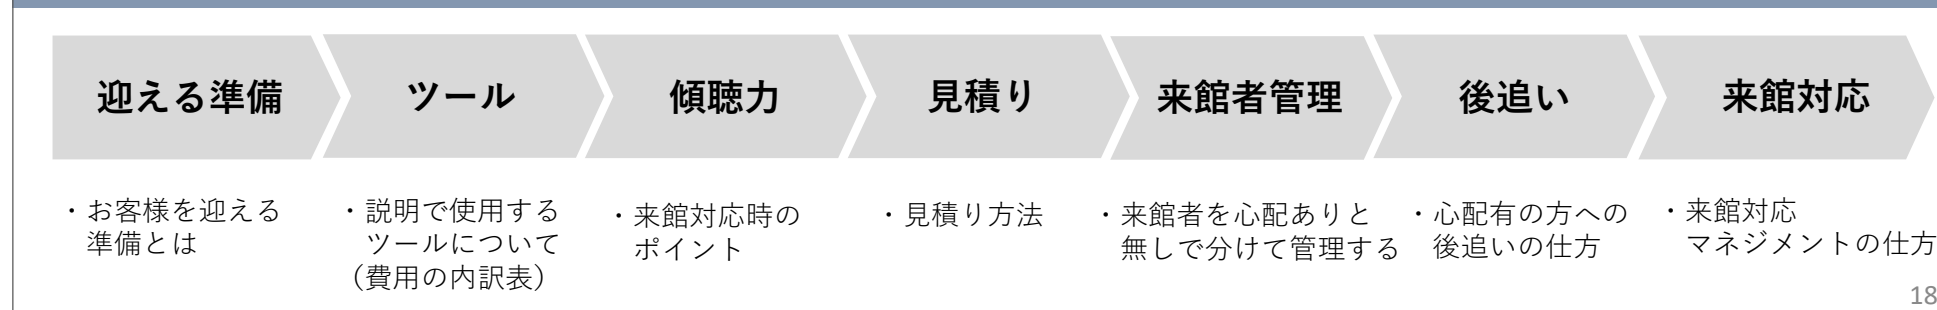 迎える準備
ツール
傾聴力
見積り
来館者管理
後追い
来館対応
・お客様を迎える
準備とは
・説明で使用する
ツールについて
（費用の内訳表）
・来館対応時の
ポイント
・見積り方法
・来館者を心配ありと
無しで分けて管理する
・心配有の方への
後追いの仕方
・来館対応
マネジメントの仕方
18